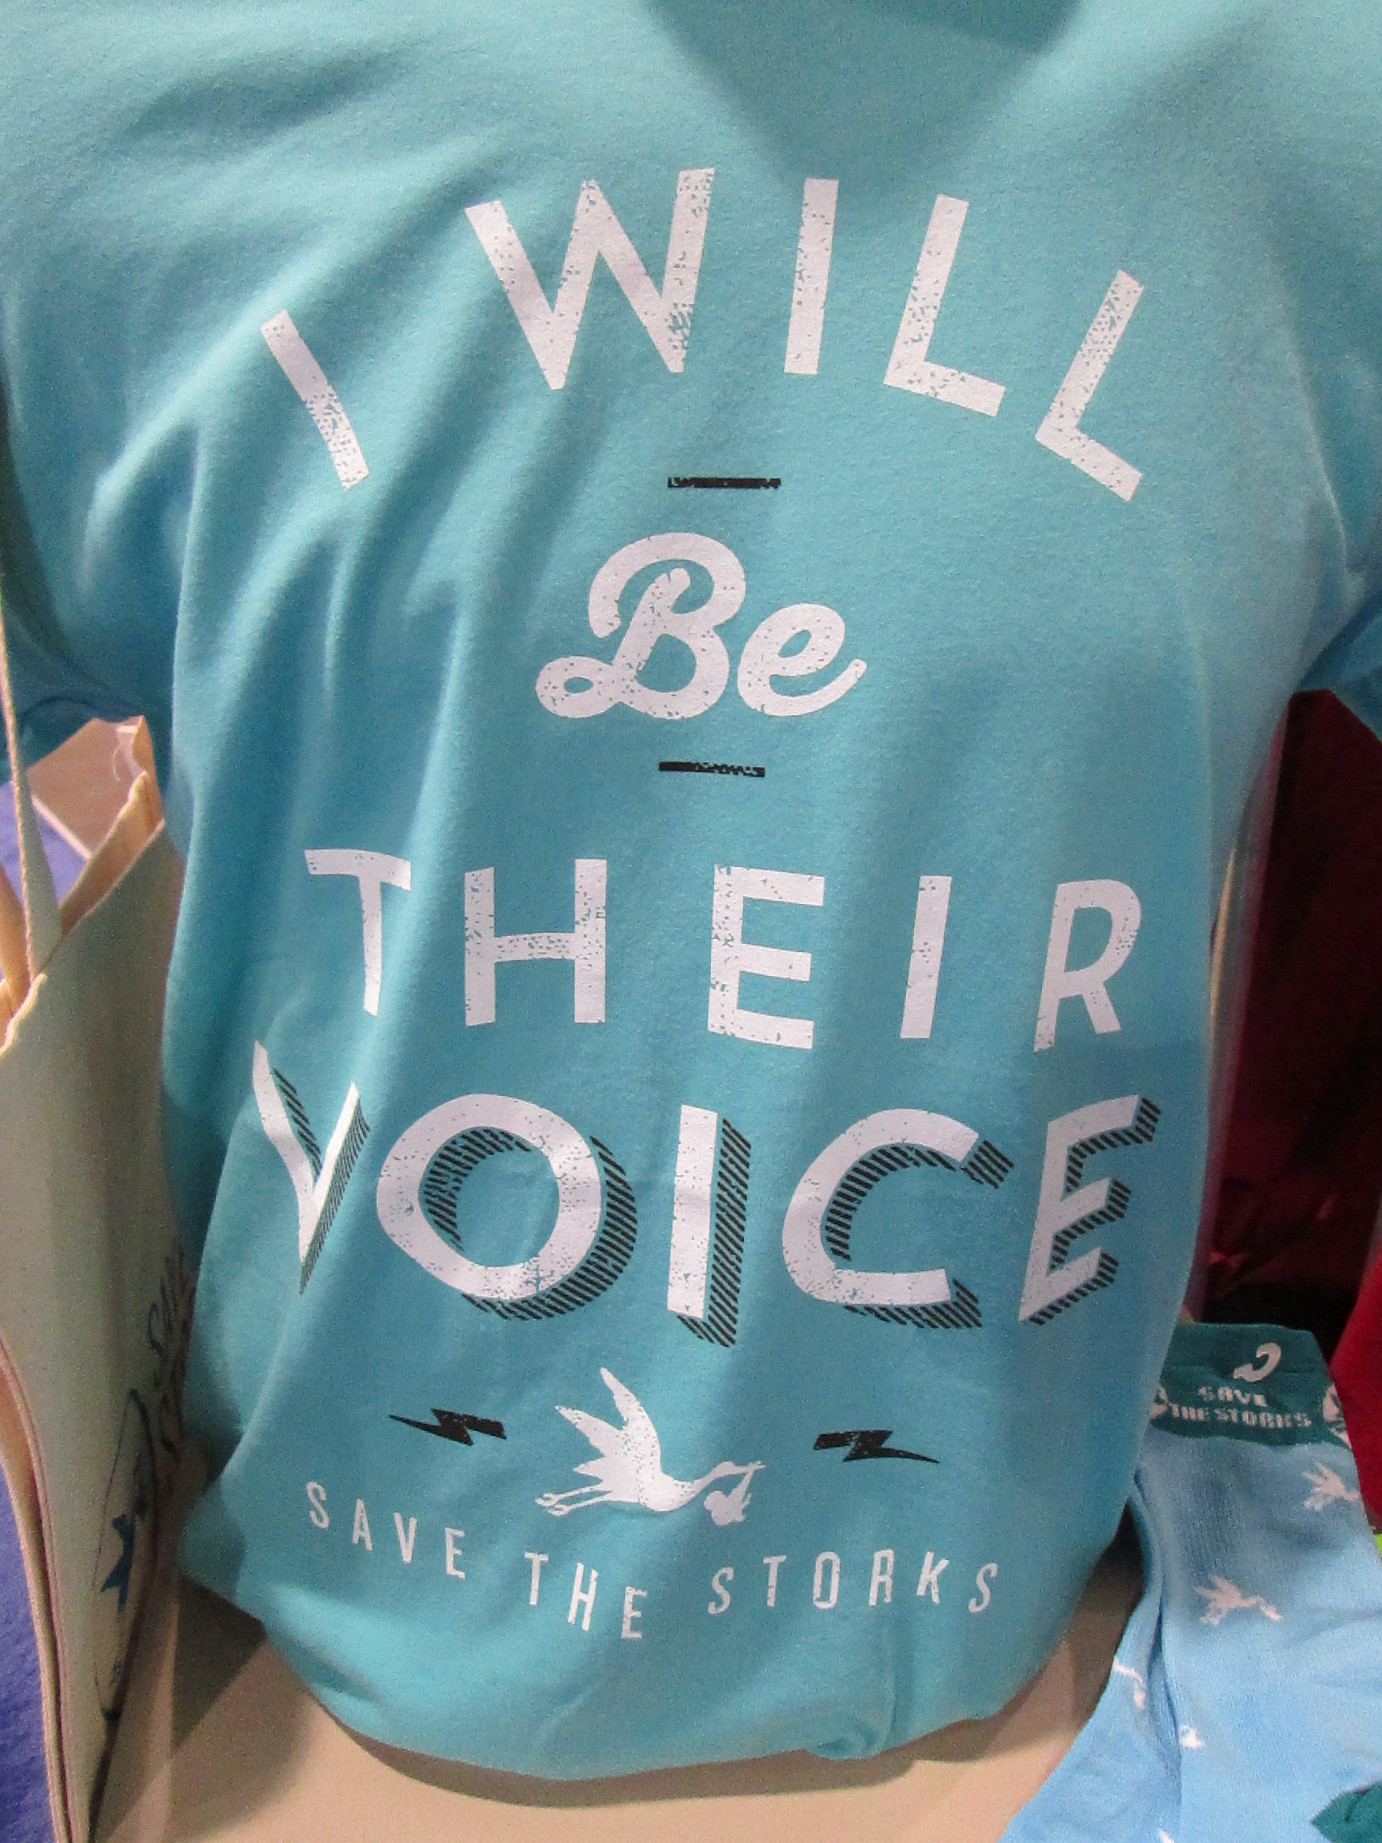 I WILL
Be
THEIR
VOICE
SAVE THE STORKS
SAVE
THE STORKS